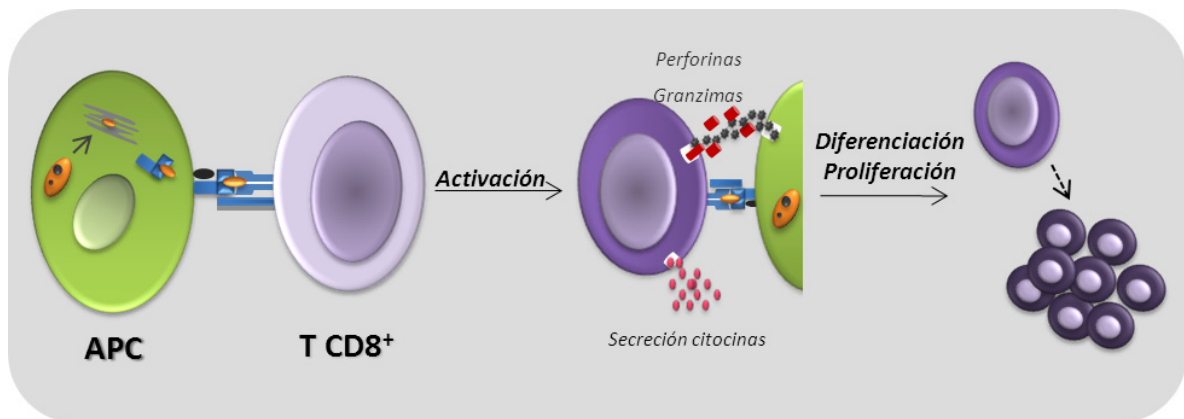 Perforinas
Granzimas
Diferenciación
Proliferación
Activación
APC
T CD8⁺
Secreción citocinas